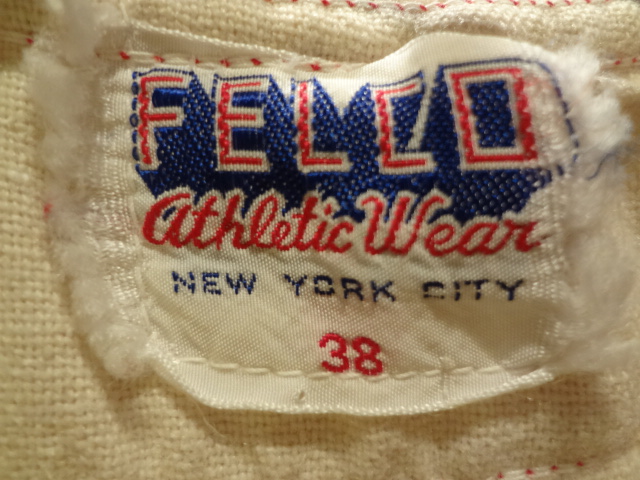 FELCO
Athletic Wear
NEW YORK CITY
38